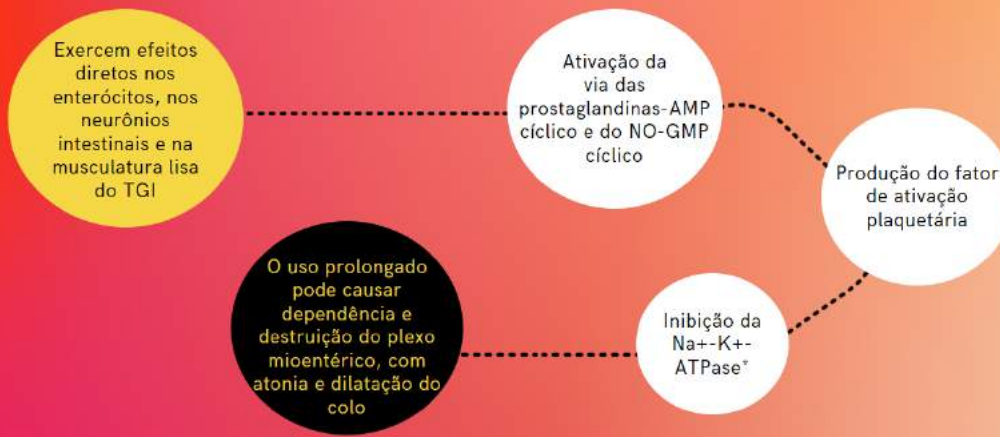 Exercem efeitos
diretos nos
enterócitos, nos
neurônios
intestinais e na
musculatura lisa
do TGI
Ativação da
via das
prostaglandinas-AMP
cíclico e do NO-GMP
cíclico
Produção do fator
de ativação
plaquetária
Inibição da
Na+-K+-
ATPase*
O uso prolongado
pode causar
dependência e
destruição do plexo
mioentérico, com
atonia e dilatação do
colo